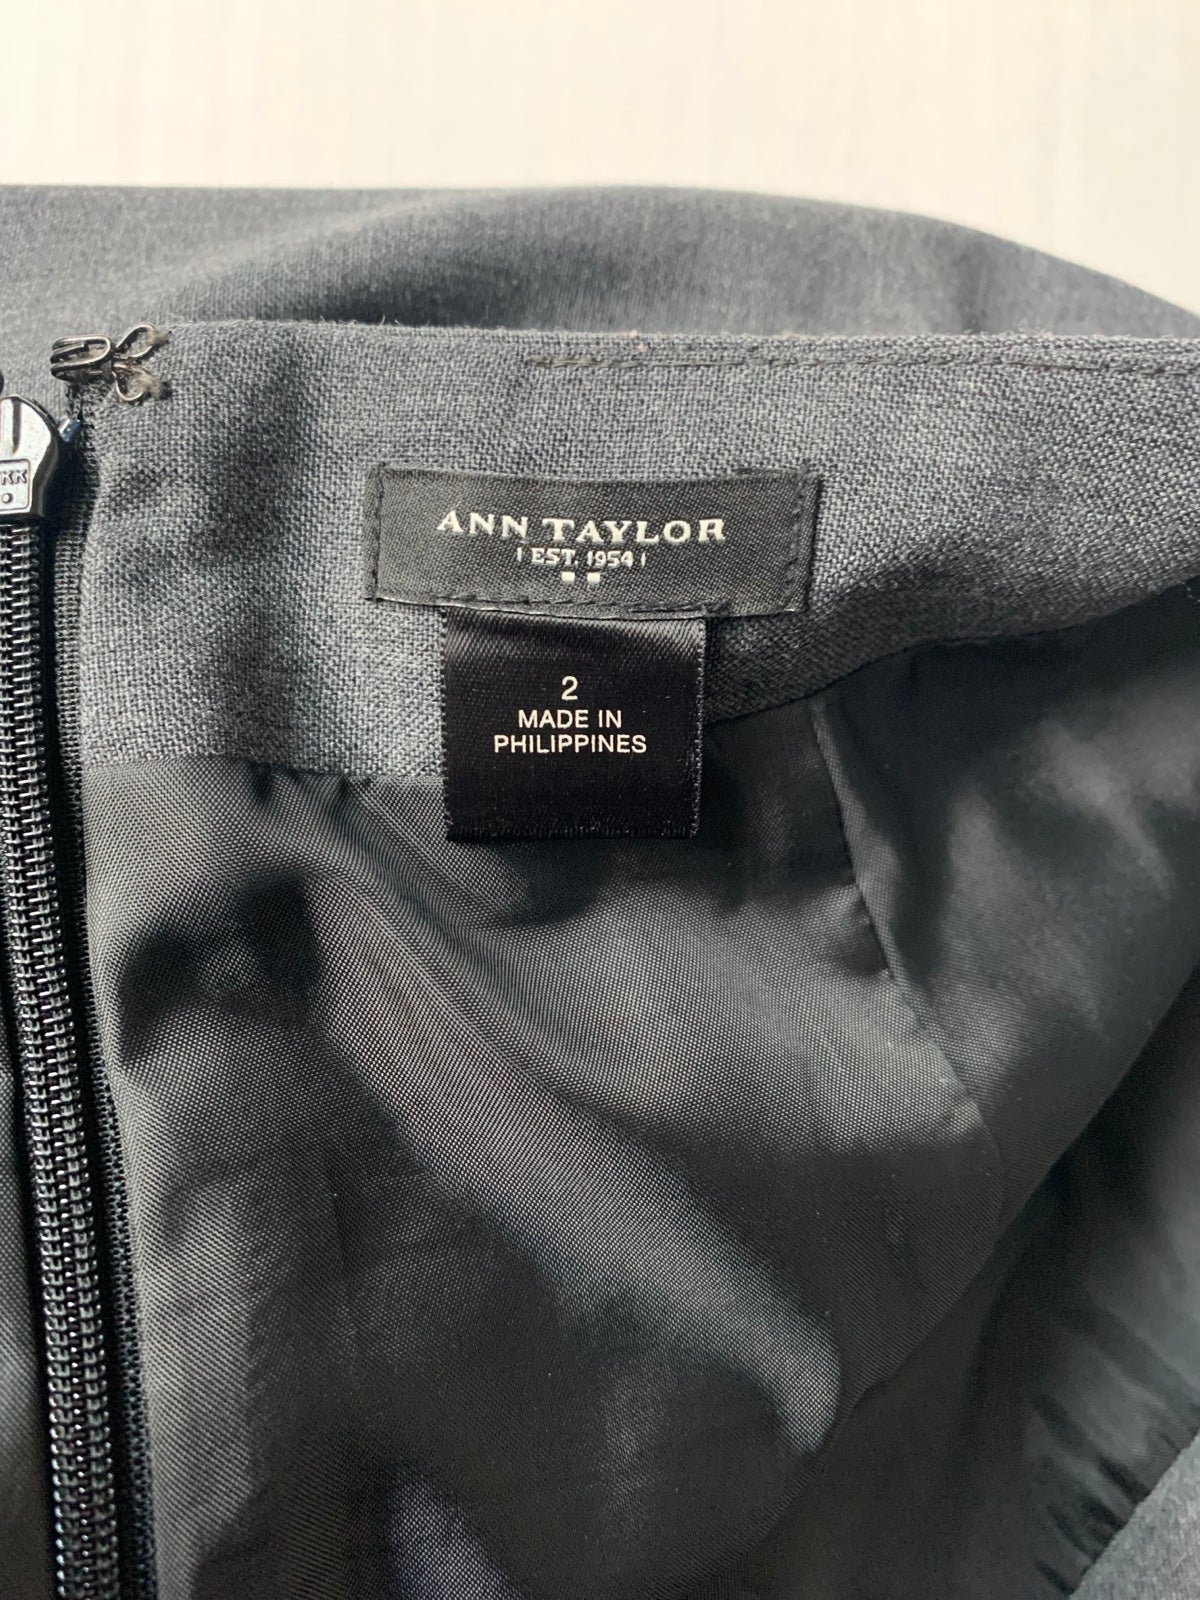 ANN TAYLOR
EST. 1954
2
MADE IN
PHILIPPINES